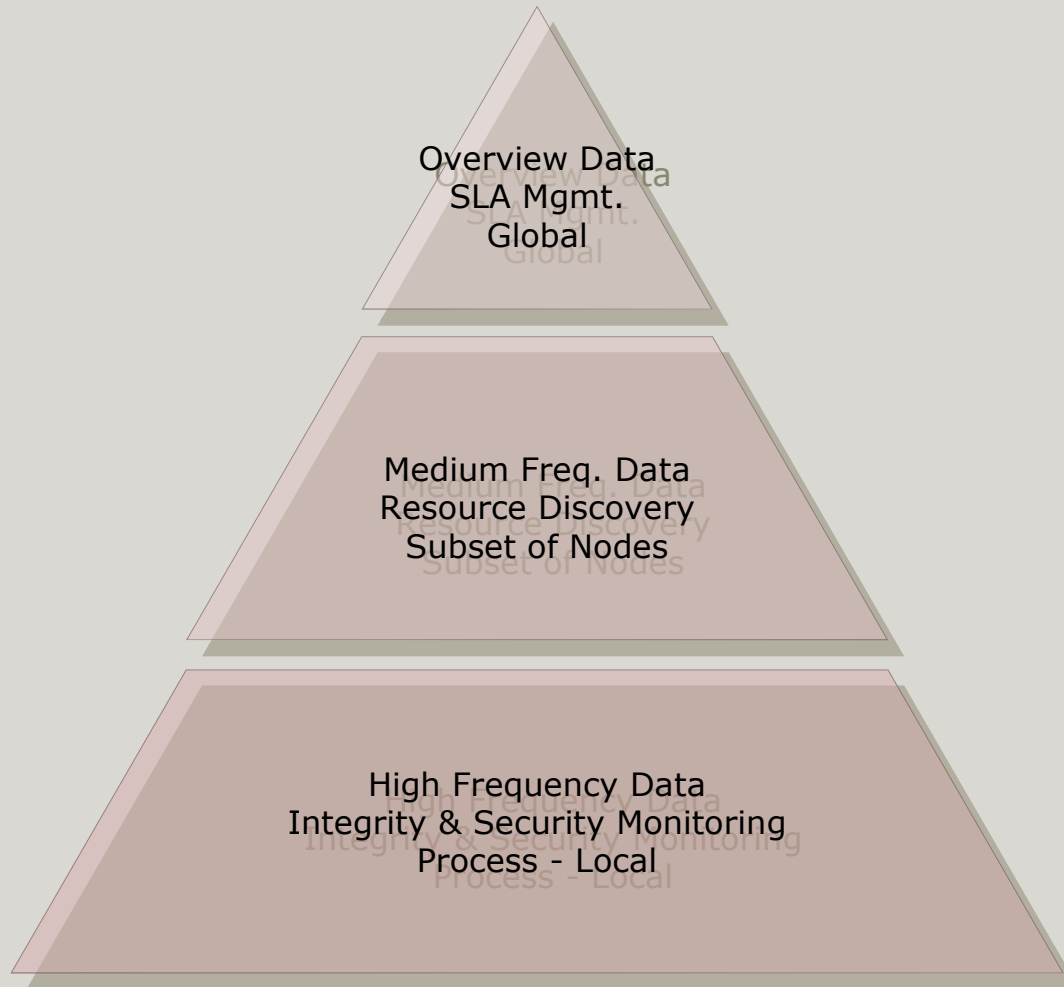 Overview Data
SLA Mgmt.
Global
Medium Freq. Data
Resource Discovery
Subset of Nodes
High Frequency Data
Integrity & Security Monitoring
Process - Local